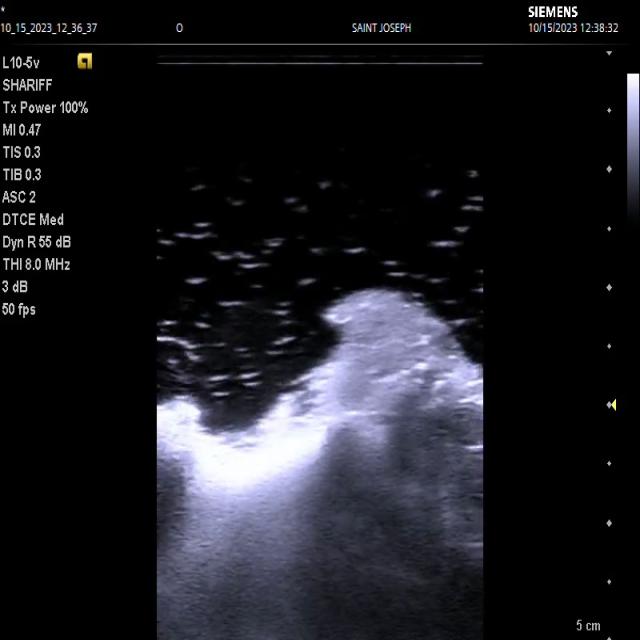 *
SIEMENS
10_15_2023_12_36_37 O SAINT JOSEPH 10/15/2023 12:38:32
L10-5v
SHARIFF
Tx Power 100%
MI 0.47
TIS 0.3
TIB 0.3
ASC 2
DTCE Med
Dyn R 55 dB
THI 8.0 MHz
3 dB
50 fps
5 cm